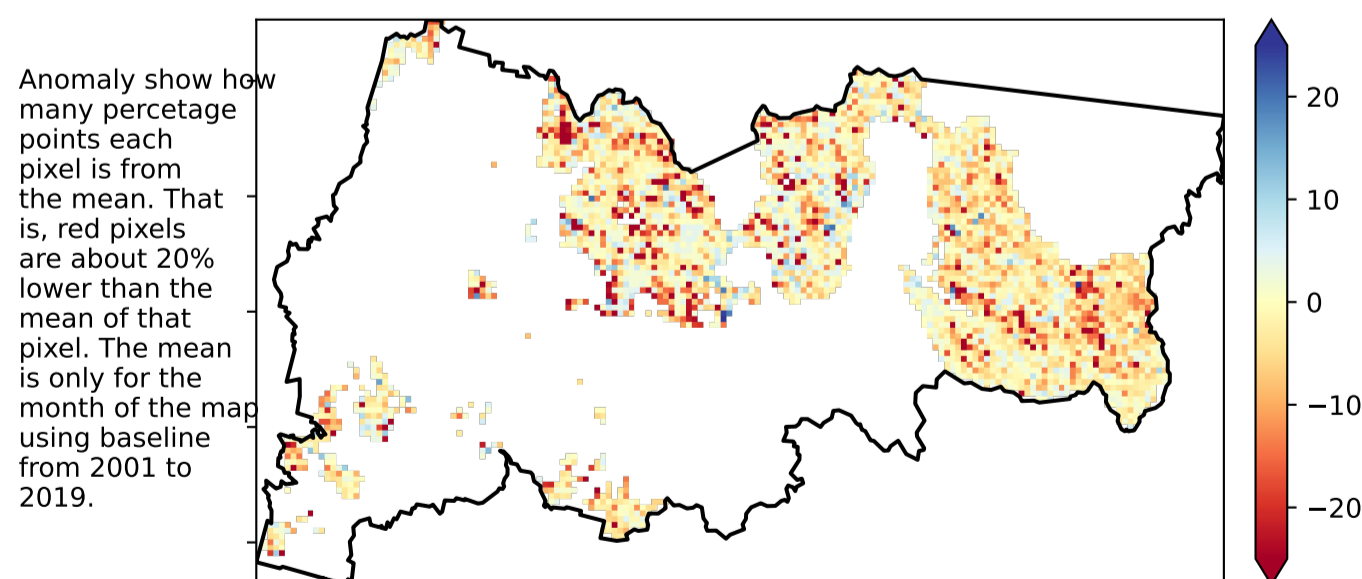 Anomaly show how
many percetage
points each
pixel is from
the mean. That
is, red pixels
are about 20%
lower than the
mean of that
pixel. The mean
is only for the
month of the map
using baseline
from 2001 to
2019.
20
10
0
−10
−20